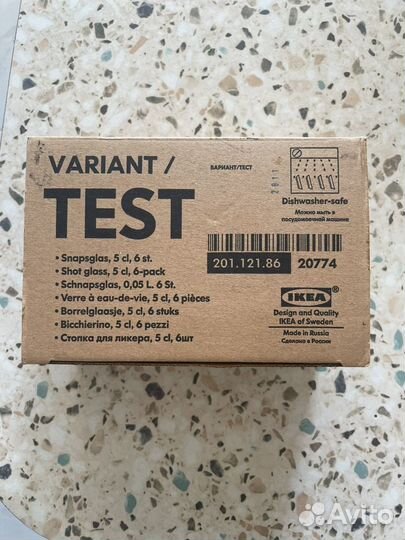 VARIANT /
ВАРИАНТ/ТЕСТ
TEST
2011
Dishwasher-safe
Можно мыть в
посудомоечной машине
• Snapsglas, 5 cl, 6 st.
• Shot glass, 5 cl, 6-pack
• Schnapsglas, 0,05 L. 6 St.
• Verre à eau-de-vie, 5 cl, 6 pièces
• Borrelglaasje, 5 cl, 6 stuks
• Bicchierino, 5 cl, 6 pezzi
• Стопка для ликера, 5 cl, 6шт
201.121.86 20774
IKEA®
Design and Quality
IKEA of Sweden
Made in Russia
Сделано в России
Avito